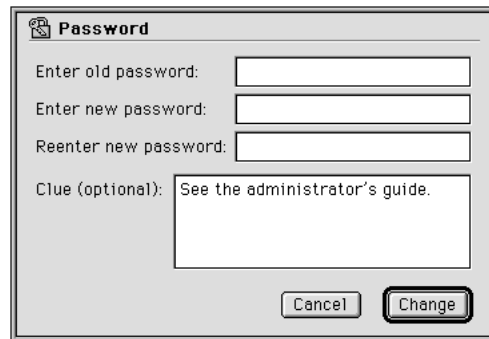 Password
Enter old password:
Enter new password:
Reenter new password:
Clue (optional): See the administrator's guide.
Cancel Change